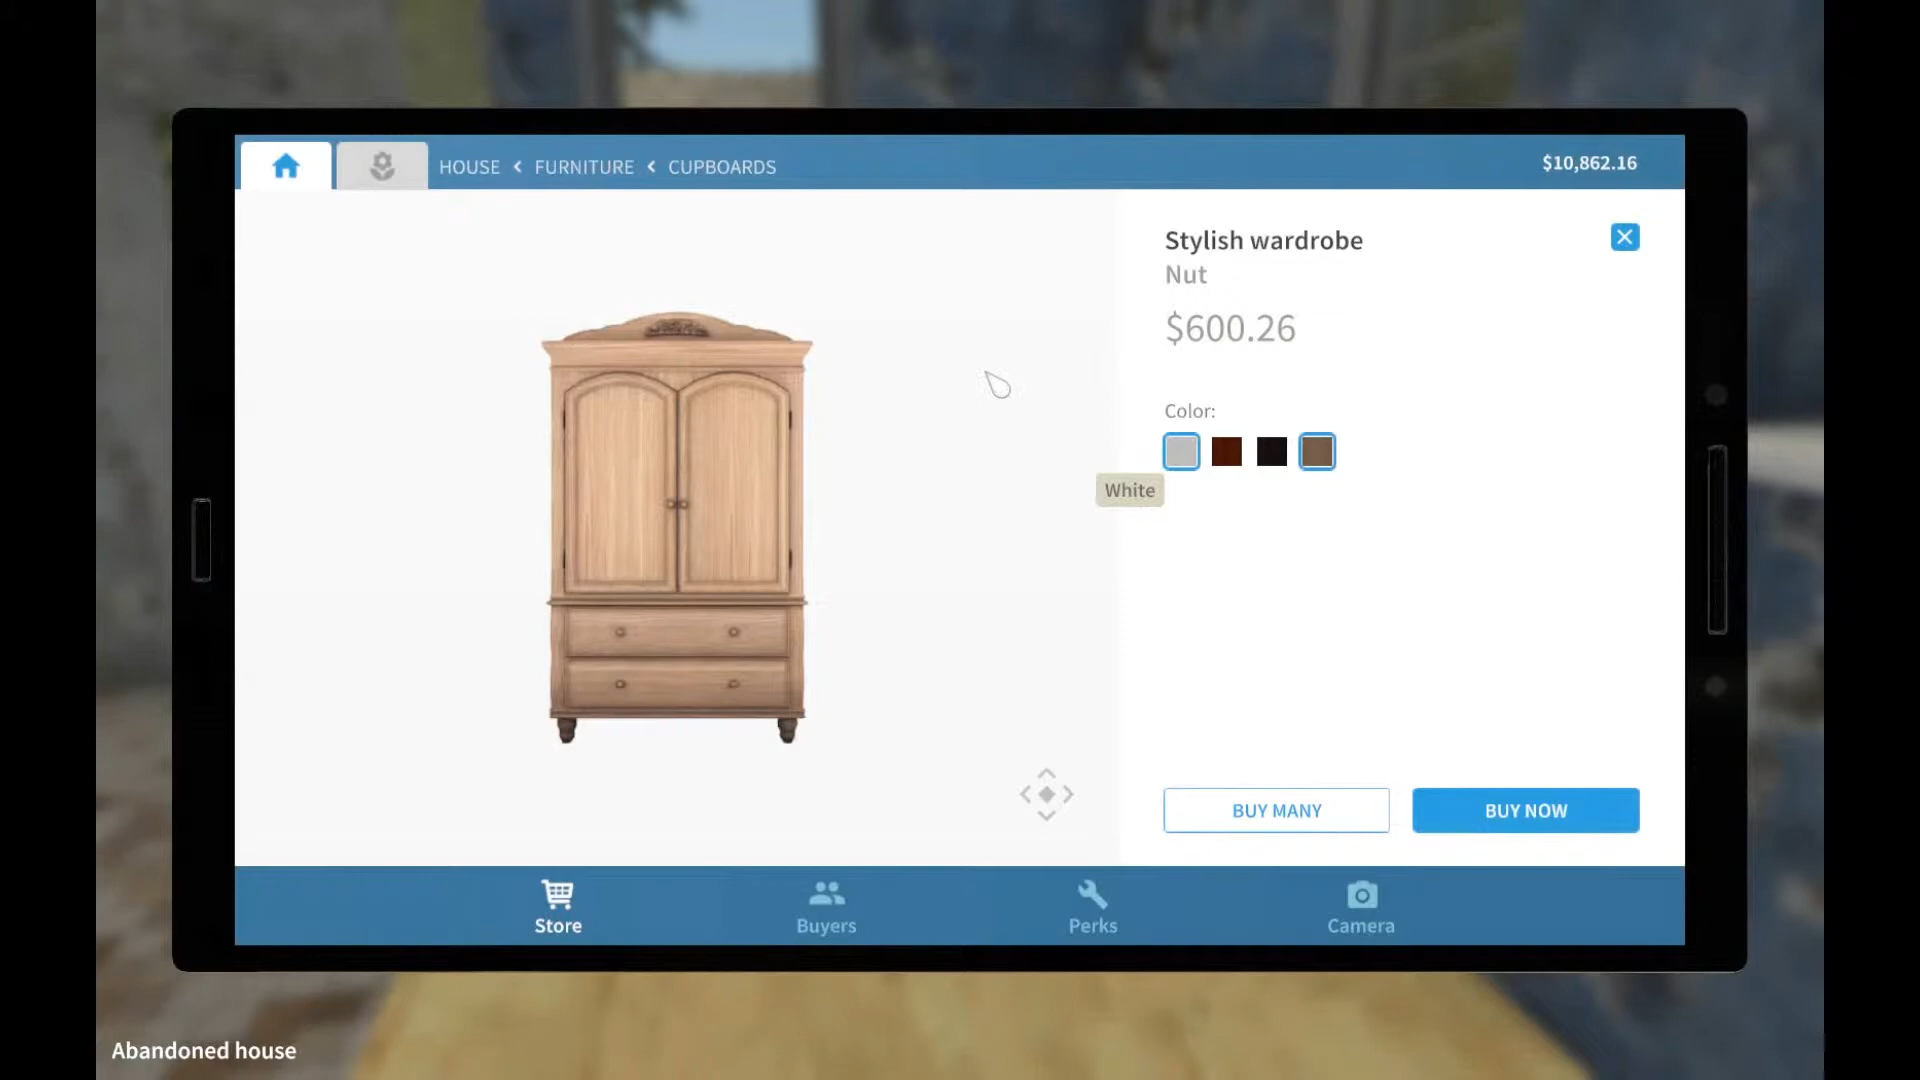 HOUSE < FURNITURE < CUPBOARDS
$10,862.16
Stylish wardrobe
Nut
$600.26
Color:
White
BUY MANY
BUY NOW
Store
Buyers
Perks
Camera
Abandoned house